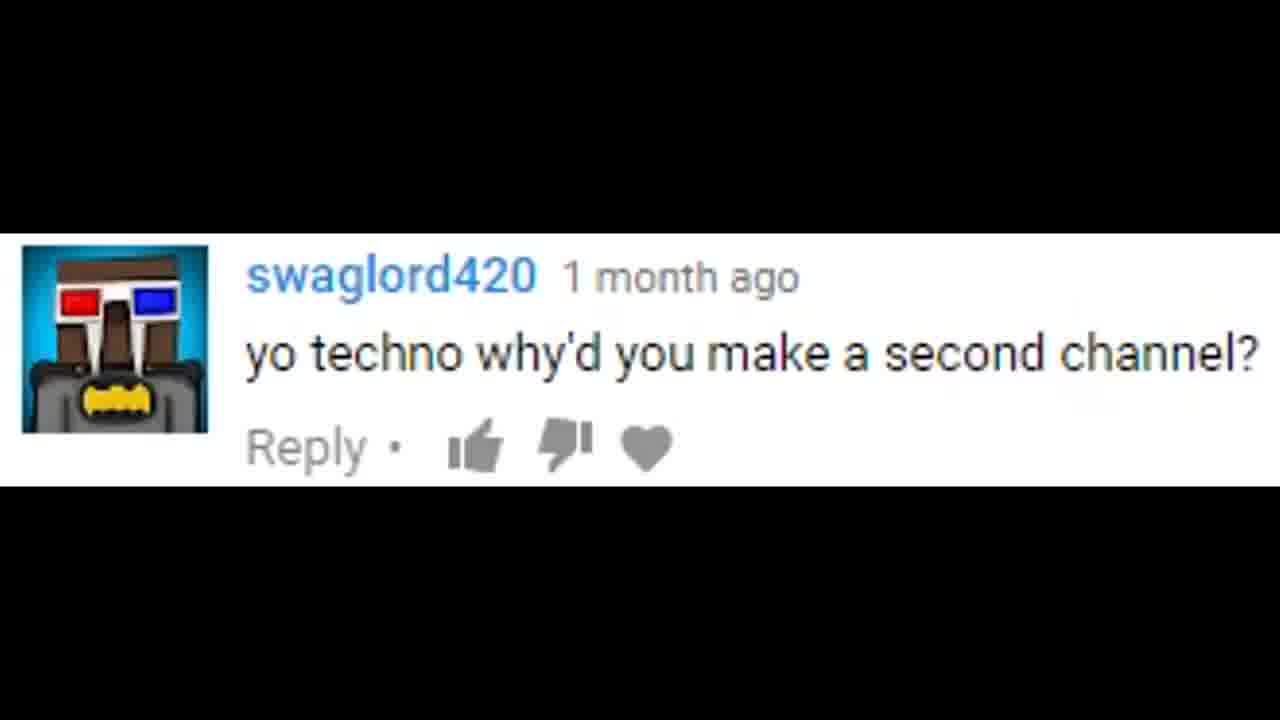 swaglord420 1 month ago
yo techno why'd you make a second channel?
Reply •